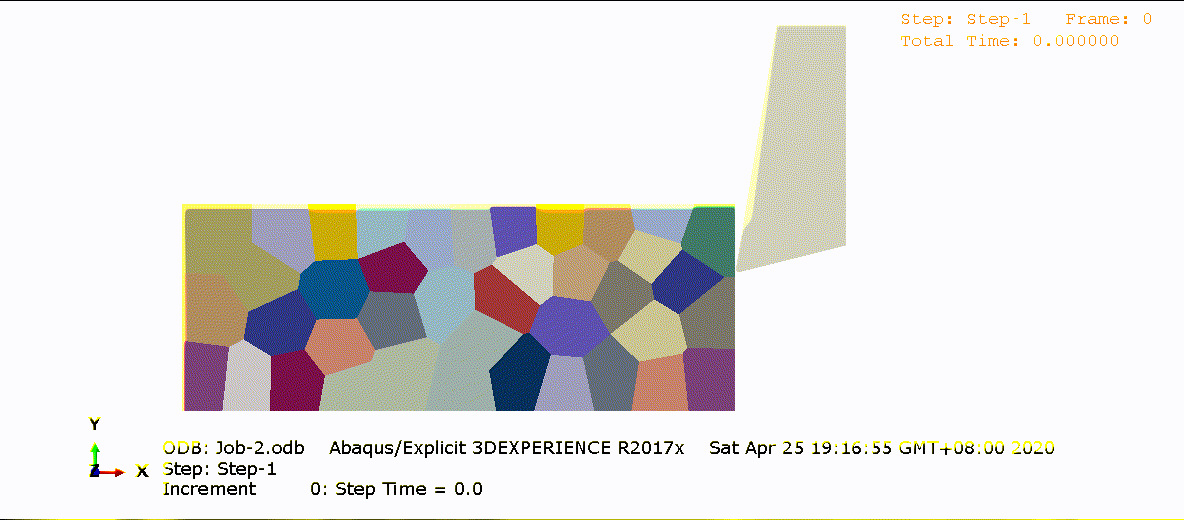 Step: Step-1 Frame: 0
Total Time: 0.000000
Y
Z X
ODB: Job-2.odb Abaqus/Explicit 3DEXPERIENCE R2017x Sat Apr 25 19:16:55 GMT+08:00 2020
Step: Step-1
Increment 0: Step Time = 0.0